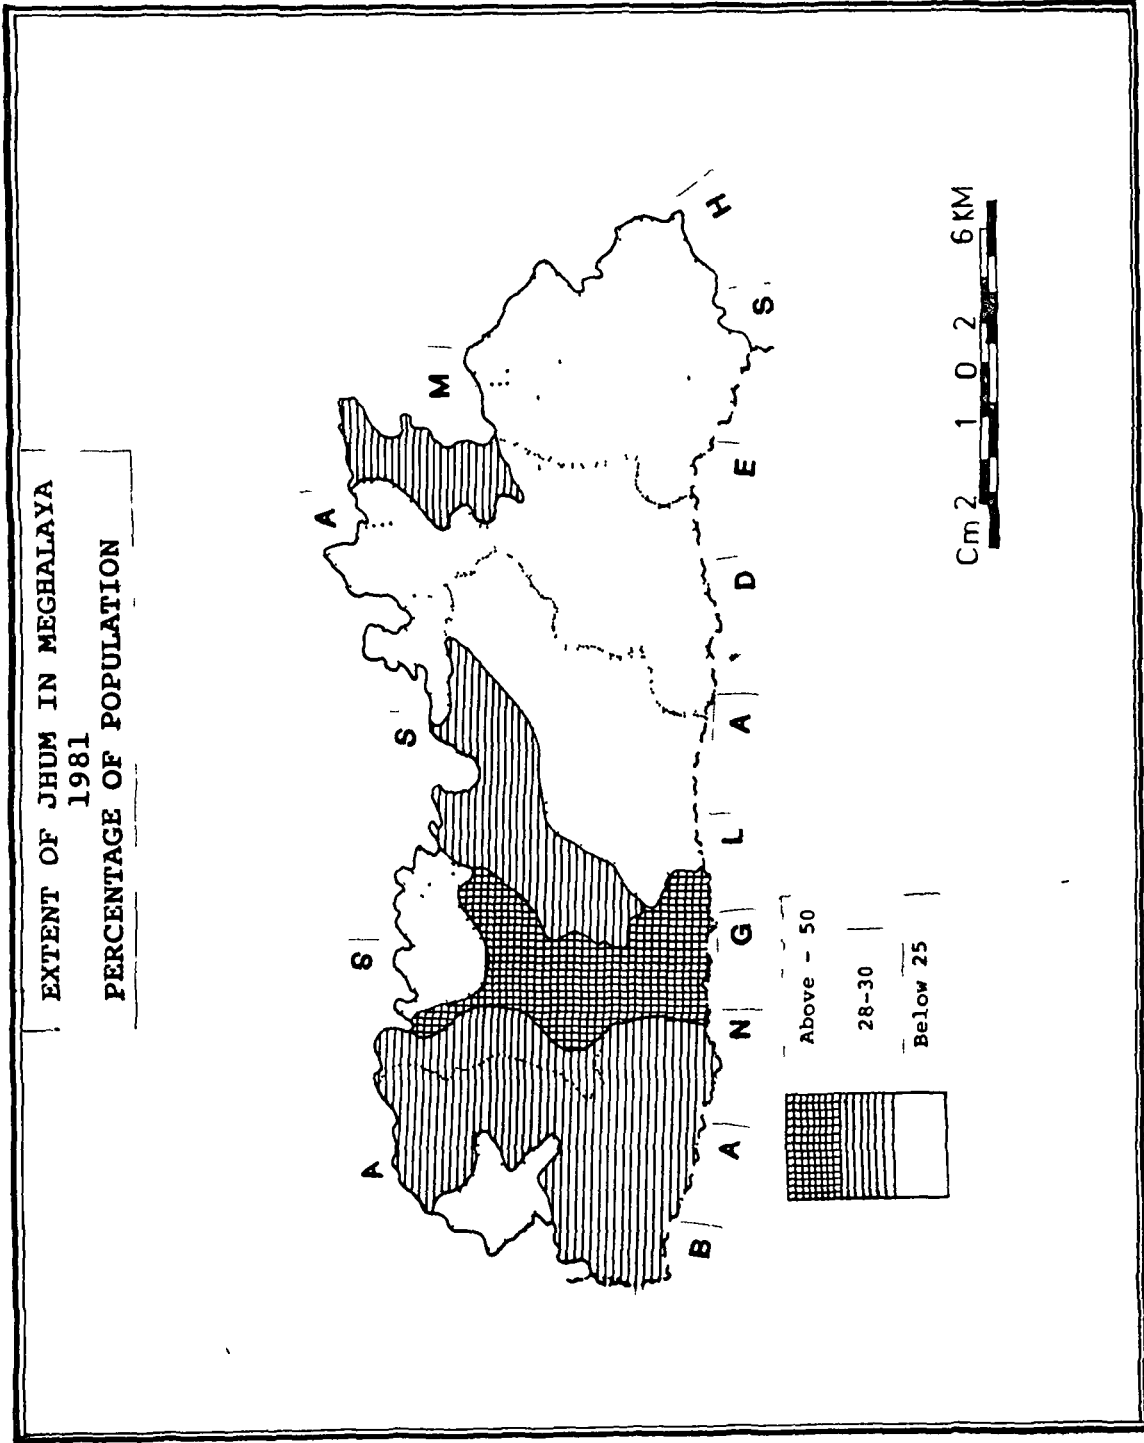 EXTENT OF JHUM IN MEGHALAYA
1981
PERCENTAGE OF POPULATION
A S S A M
B A N G L A D E S H
Above - 50
28-30
Below 25
Cm 2 1 0 2 6 KM